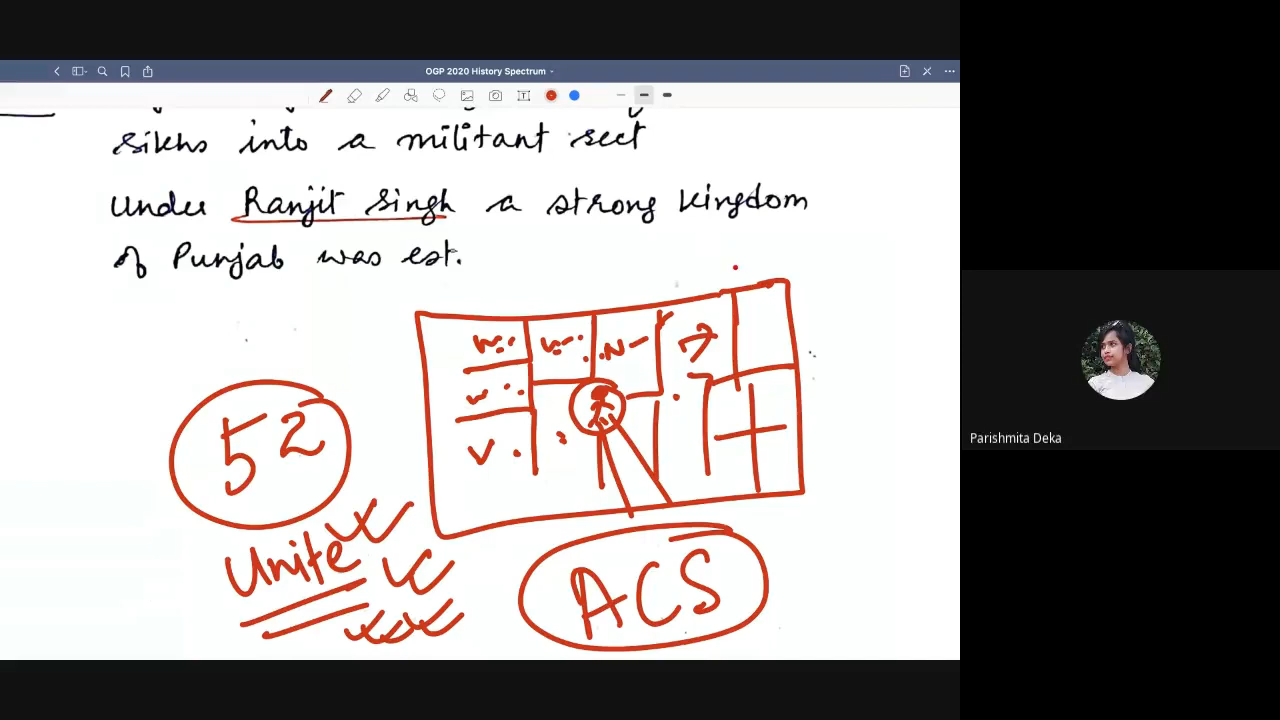 OGP 2020 History Spectrum
sikhs into a militant sect
Under Ranjit Singh a strong kingdom
of Punjab was est.
52
Unite
ACS
Parishmita Deka